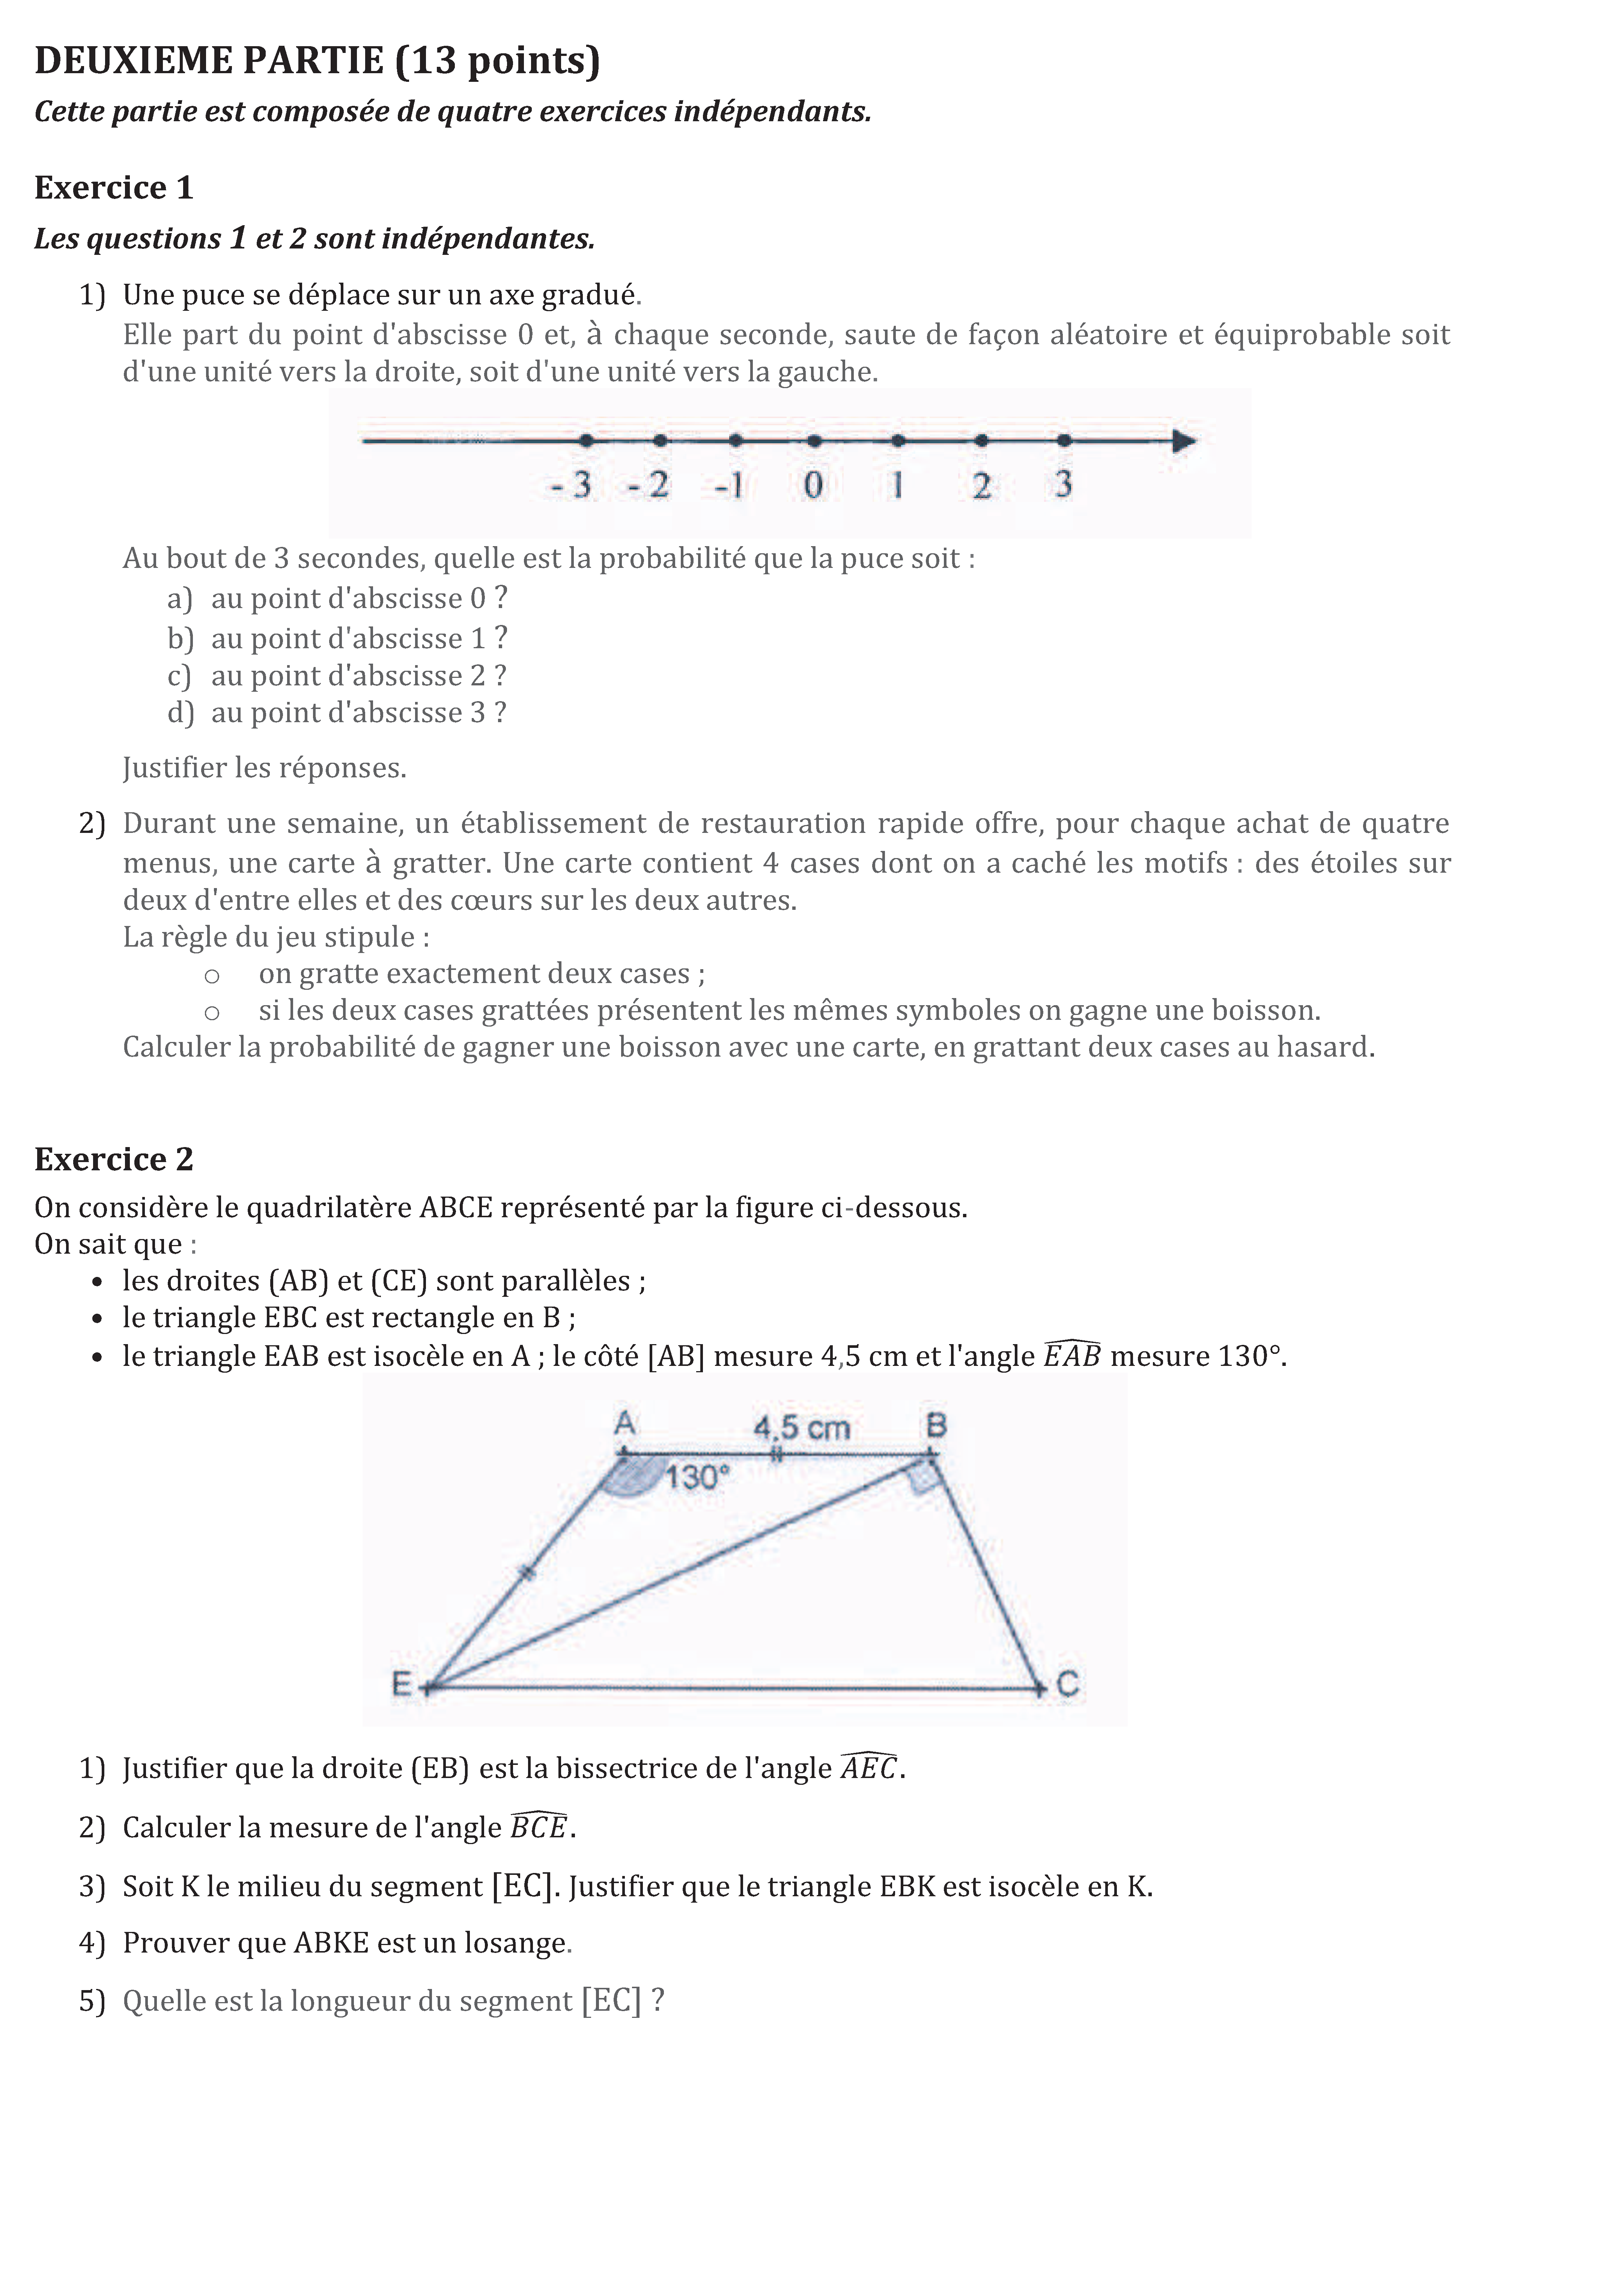 DEUXIEME PARTIE (13 points)
Cette partie est composée de quatre exercices indépendants.
Exercice 1
Les questions 1 et 2 sont indépendantes.
1) Une puce se déplace sur un axe gradué.
Elle part du point d'abscisse 0 et, à chaque seconde, saute de façon aléatoire et équiprobable soit
d'une unité vers la droite, soit d'une unité vers la gauche.
- 3 - 2 -1 0 1 2 3
Au bout de 3 secondes, quelle est la probabilité que la puce soit :
a) au point d'abscisse 0 ?
b) au point d'abscisse 1 ?
c) au point d'abscisse 2 ?
d) au point d'abscisse 3 ?
Justifier les réponses.
2) Durant une semaine, un établissement de restauration rapide offre, pour chaque achat de quatre
menus, une carte à gratter. Une carte contient 4 cases dont on a caché les motifs : des étoiles sur
deux d'entre elles et des cœurs sur les deux autres.
La règle du jeu stipule :
o on gratte exactement deux cases ;
o si les deux cases grattées présentent les mêmes symboles on gagne une boisson.
Calculer la probabilité de gagner une boisson avec une carte, en grattant deux cases au hasard.
Exercice 2
On considère le quadrilatère ABCE représenté par la figure ci-dessous.
On sait que :
• les droites (AB) et (CE) sont parallèles ;
• le triangle EBC est rectangle en B ;
• le triangle EAB est isocèle en A ; le côté [AB] mesure 4,5 cm et l'angle EAB mesure 130°.
A 4,5 cm B
130°
E C
1) Justifier que la droite (EB) est la bissectrice de l'angle AEC.
2) Calculer la mesure de l'angle BCE.
3) Soit K le milieu du segment [EC]. Justifier que le triangle EBK est isocèle en K.
4) Prouver que ABKE est un losange.
5) Quelle est la longueur du segment [EC] ?